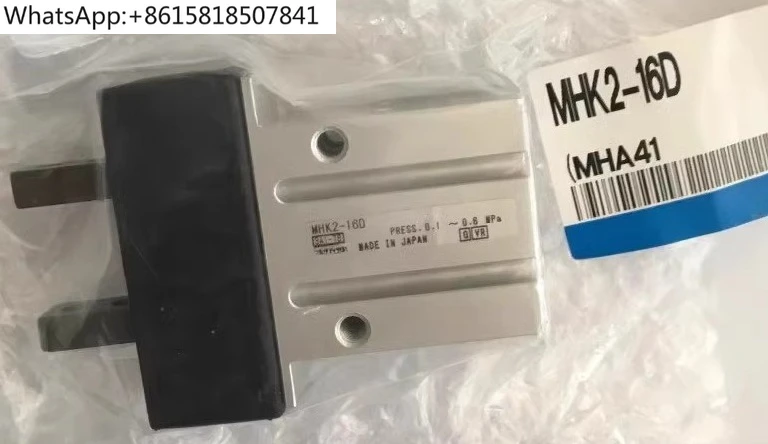 WhatsApp:+8615818507841
MHK2-16D
(MHA41
MHK2-16D
PRESS. 0.1 ~ 0.6 MPa
MADE IN JAPAN